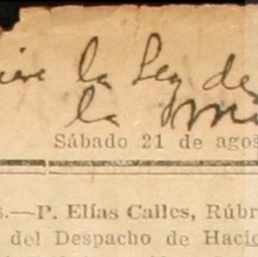 la Ley de
la
Sábado 21 de agos
s.—P. Elías Calles, Rúbr
del Despacho de Hacie